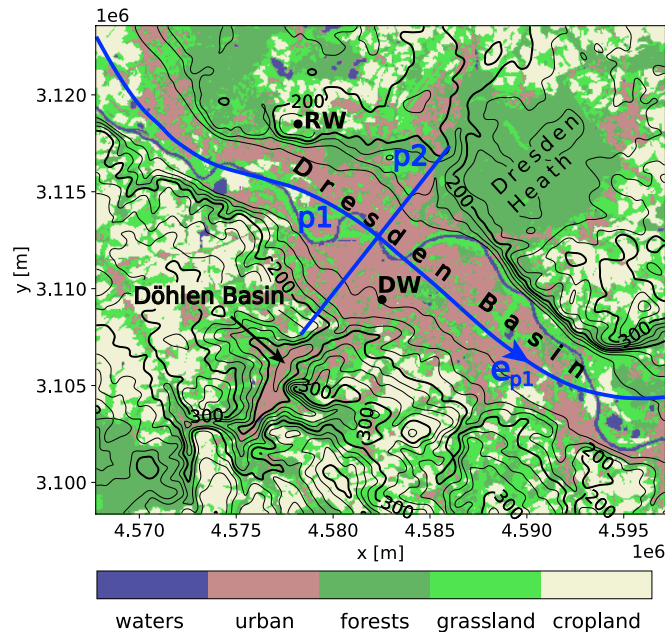 1e6
3.120
3.115
3.110
3.105
3.100
y [m]
200
RW
p2
Dresden
Heath
200
p1
Dresden Basin
200
DW
Döhlen Basin
300
e_p1
300
300
300
200
200
300
300
4.570
4.575
4.580
4.585
4.590
4.595
x [m]
1e6
waters
urban
forests
grassland
cropland